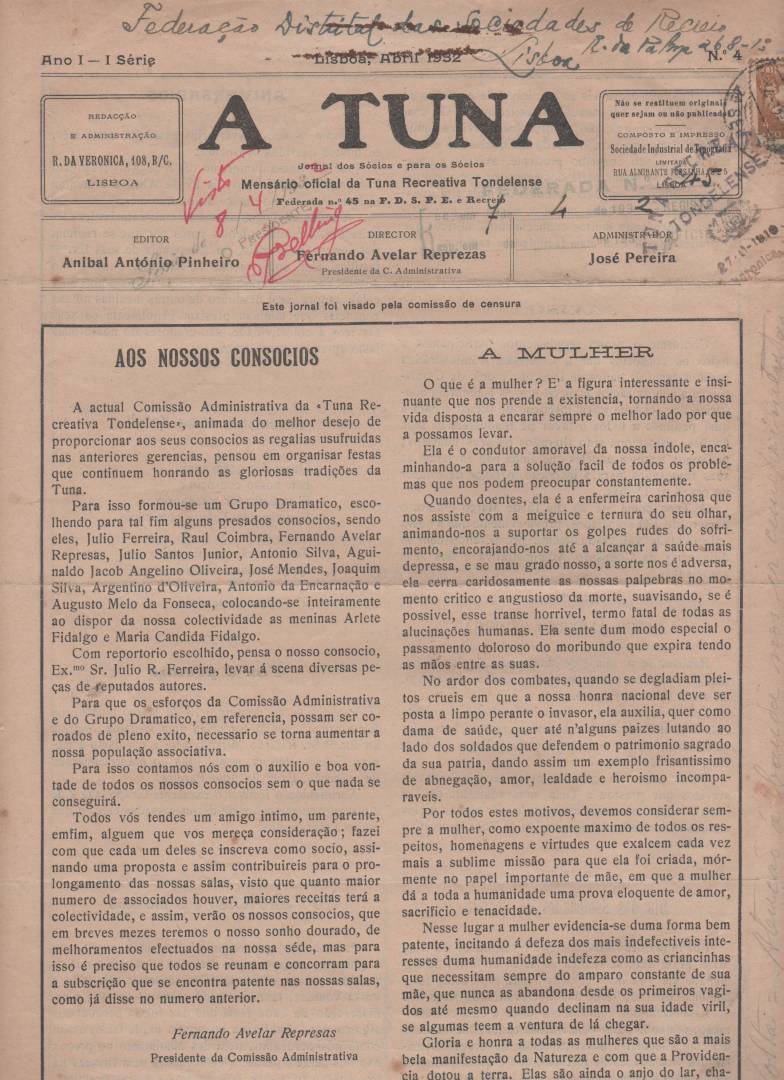 Federação Distrital das Sociedades de Recreio
Lisboa R. da Palma 268-1º
Ano I — I Série
Lisboa, Abril 1932
N.º 4
REDACÇÃO
E ADMINISTRAÇÃO
R. DA VERONICA, 108, B/C.
LISBOA
A TUNA
Jornal dos Sócios e para os Sócios
Mensário oficial da Tuna Recreativa Tondelense
Federada n.º 45 na F. D. S. P. E. e Recreio
Não se restituem originais
quer sejam ou não publicados
COMPOSTO E IMPRESSO
Sociedade Industrial de Tipografia
LIMITADA
RUA ALMIRANTE PESSANHA, 3 E 5
LISBOA
Visto
8/4/
O PRESIDENTE
FEDERADA N.º 45
7 4 2
TONDELENSE
27-11-1910
EDITOR
Anibal António Pinheiro
DIRECTOR
Fernando Avelar Reprezas
Presidente da C. Administrativa
ADMINISTRADOR
José Pereira
Este jornal foi visado pela comissão de censura
AOS NOSSOS CONSOCIOS
A actual Comissão Administrativa da «Tuna Re-
creativa Tondelense», animada do melhor desejo de
proporcionar aos seus consocios as regalias usufruidas
nas anteriores gerencias, pensou em organisar festas
que continuem honrando as gloriosas tradições da
Tuna.
Para isso formou-se um Grupo Dramatico, esco-
lhendo para tal fim alguns presados consocios, sendo
eles, Julio Ferreira, Raul Coimbra, Fernando Avelar
Represas, Julio Santos Junior, Antonio Silva, Agui-
naldo Jacob Angelino Oliveira, José Mendes, Joaquim
Silva, Argentino d'Oliveira, Antonio da Encarnação e
Augusto Melo da Fonseca, colocando-se inteiramente
ao dispor da nossa colectividade as meninas Arlete
Fidalgo e Maria Candida Fidalgo.
Com reportorio escolhido, pensa o nosso consocio,
Ex.mo Sr. Julio R. Ferreira, levar á scena diversas pe-
ças de reputados autores.
Para que os esforços da Comissão Administrativa
e do Grupo Dramatico, em referencia, possam ser co-
roados de pleno exito, necessario se torna aumentar a
nossa população associativa.
Para isso contamos nós com o auxilio e boa von-
tade de todos os nossos consocios sem o que nada se
conseguirá.
Todos vós tendes um amigo intimo, um parente,
emfim, alguem que vos mereça consideração; fazei
com que cada um deles se inscreva como socio, assi-
nando uma proposta e assim contribuireis para o pro-
longamento das nossas salas, visto que quanto maior
numero de associados houver, maiores receitas terá a
colectividade, e assim, verão os nossos consocios, que
em breves mezes teremos o nosso sonho dourado, de
melhoramentos efectuados na nossa séde, mas para
isso é preciso que todos se reunam e concorram para
a subscrição que se encontra patente nas nossas salas,
como já disse no numero anterior.
Fernando Avelar Represas
Presidente da Comissão Administrativa
À MULHER
O que é a mulher? E' a figura interessante e insi-
nuante que nos prende a existencia, tornando a nossa
vida disposta a encarar sempre o melhor lado por que
a possamos levar.
Ela é o condutor amoravel da nossa indole, enca-
minhando-a para a solução facil de todos os proble-
mas que nos podem preocupar constantemente.
Quando doentes, ela é a enfermeira carinhosa que
nos assiste com a meiguice e ternura do seu olhar,
animando-nos a suportar os golpes rudes do sofri-
mento, encorajando-nos até a alcançar a saúde mais
depressa, e se mau grado nosso, a sorte nos é adversa,
ela cerra caridosamente as nossas palpebras no mo-
mento critico e angustioso da morte, suavisando, se é
possivel, esse transe horrivel, termo fatal de todas as
alucinações humanas. Ela sente dum modo especial o
passamento doloroso do moribundo que expira tendo
as mãos entre as suas.
No ardor dos combates, quando se degladiam plei-
tos crueis em que a nossa honra nacional deve ser
posta a limpo perante o invasor, ela auxilia, quer como
dama de saúde, quer até n'alguns paizes lutando ao
lado dos soldados que defendem o patrimonio sagrado
da sua patria, dando assim um exemplo frisantissimo
de abnegação, amor, lealdade e heroismo incompa-
raveis.
Por todos estes motivos, devemos considerar sem-
pre a mulher, como expoente maximo de todos os res-
peitos, homenagens e virtudes que exalcem cada vez
mais a sublime missão para que ela foi criada, mór-
mente no papel importante de mãe, em que a mulher
dá a toda a humanidade uma prova eloquente de amor,
sacrificio e tenacidade.
Nesse lugar a mulher evidencia-se duma forma bem
patente, incitando á defeza dos mais indefectiveis inte-
resses duma humanidade indefeza como as criancinhas
que necessitam sempre do amparo constante de sua
mãe, que nunca as abandona desde os primeiros vagi-
dos até mesmo quando declinam na sua idade viril,
se algumas teem a ventura de lá chegar.
Gloria e honra a todas as mulheres que são a mais
bela manifestação da Natureza e com que a Providen-
cia dotou a terra. Elas são ainda o anjo do lar, cha-